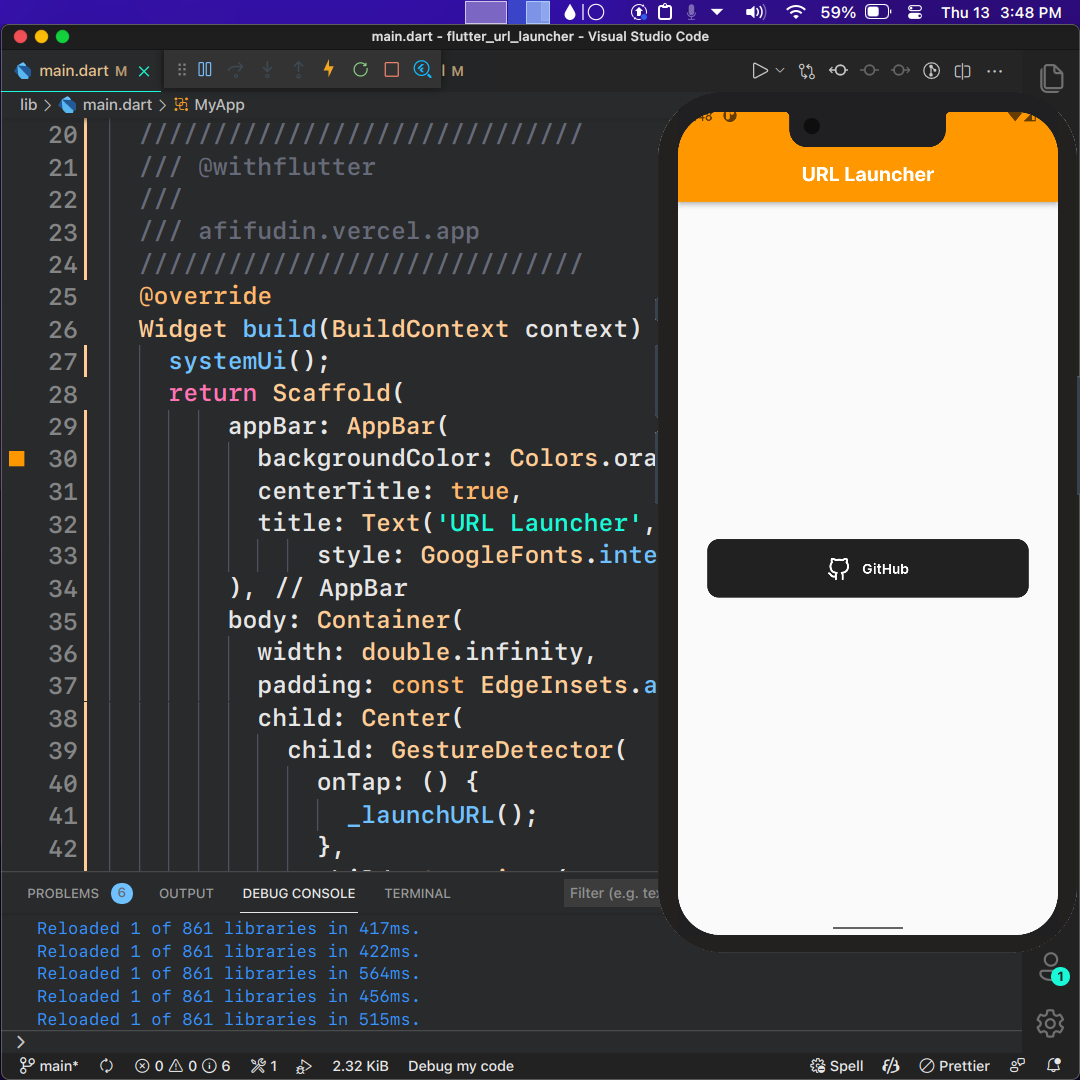 59% Thu 13 3:48 PM
main.dart - flutter_url_launcher - Visual Studio Code
main.dart M M
lib > main.dart > MyApp
20 //////////////////////////////
21 /// @withflutter
22 ///
23 /// afifudin.vercel.app
24 //////////////////////////////
25 @override
26 Widget build(BuildContext context)
27 systemUi();
28 return Scaffold(
29 appBar: AppBar(
30 backgroundColor: Colors.ora
31 centerTitle: true,
32 title: Text('URL Launcher',
33 style: GoogleFonts.inte
34 ), // AppBar
35 body: Container(
36 width: double.infinity,
37 padding: const EdgeInsets.a
38 child: Center(
39 child: GestureDetector(
40 onTap: () {
41 _launchURL();
42 },
URL Launcher
GitHub
PROBLEMS 6 OUTPUT DEBUG CONSOLE TERMINAL Filter (e.g. te
Reloaded 1 of 861 libraries in 417ms.
Reloaded 1 of 861 libraries in 422ms.
Reloaded 1 of 861 libraries in 564ms.
Reloaded 1 of 861 libraries in 456ms.
Reloaded 1 of 861 libraries in 515ms.
1
>
main* 0 0 6 1 2.32 KiB Debug my code Spell Prettier